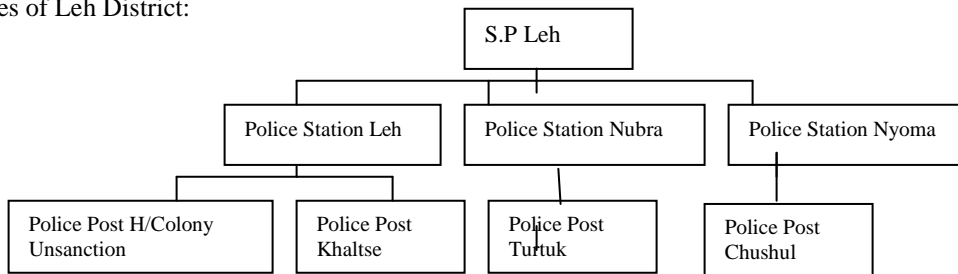 es of Leh District:
S.P Leh
Police Station Leh
Police Station Nubra
Police Station Nyoma
Police Post H/Colony
Unsanction
Police Post
Khaltse
Police Post
Turtuk
Police Post
Chushul